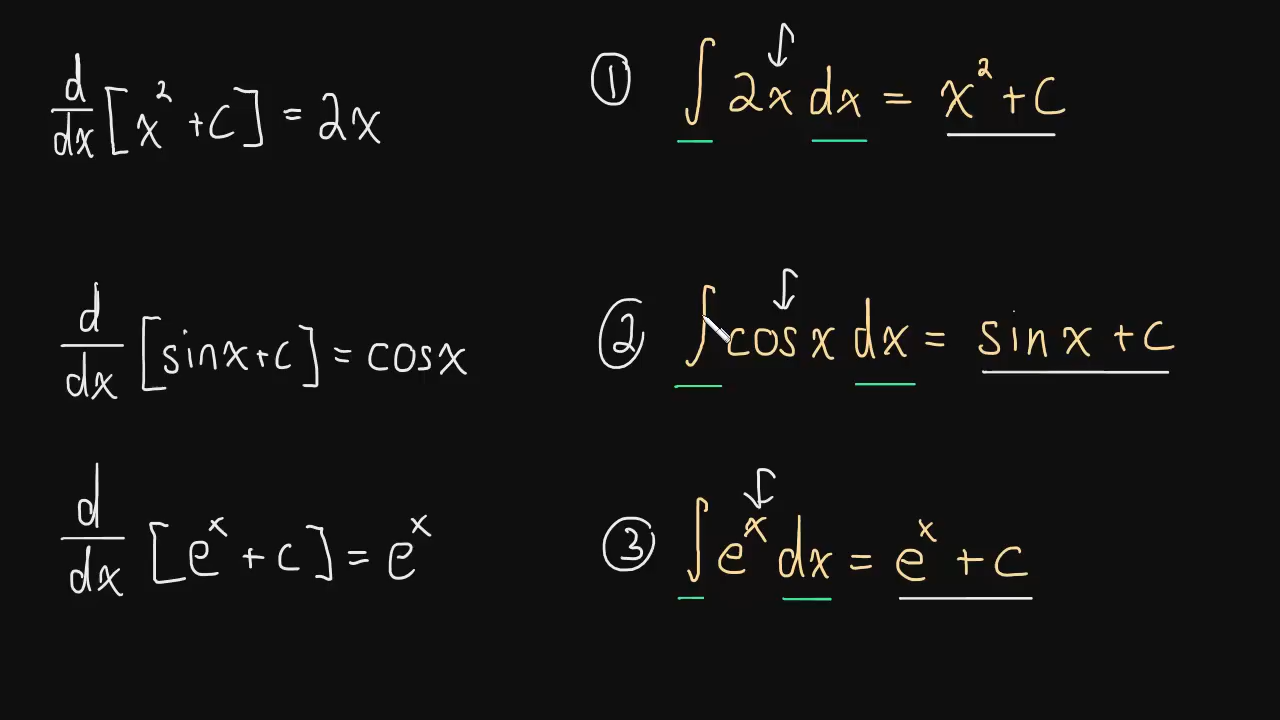 d/dx [x² + c] = 2x
① ∫ 2x dx = x² + c
d/dx [sin x + c] = cos x
② ∫ cos x dx = sin x + c
d/dx [eˣ + c] = eˣ
③ ∫ eˣ dx = eˣ + c